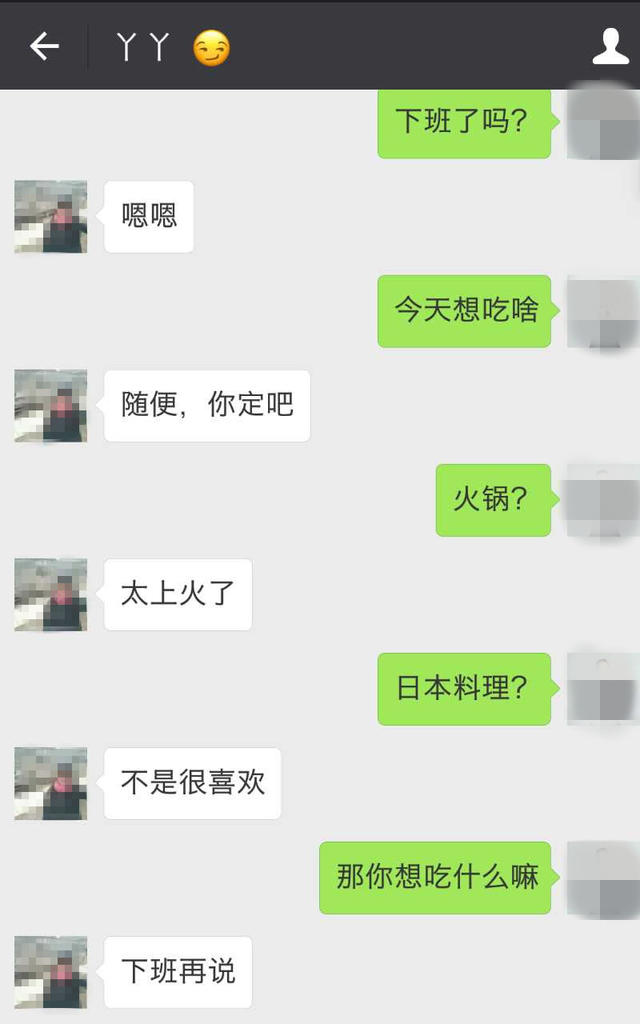 丫丫 😏
下班了吗?
嗯嗯
今天想吃啥
随便，你定吧
火锅?
太上火了
日本料理?
不是很喜欢
那你想吃什么嘛
下班再说